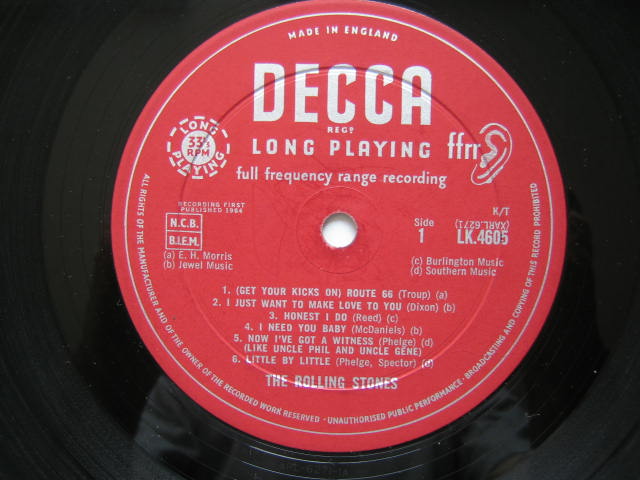 MADE IN ENGLAND
DECCA
REGD
LONG PLAYING
ffrr
LONG
33⅓
RPM
PLAYING
full frequency range recording
RECORDING FIRST
PUBLISHED 1964
K/T
(XARL.6271)
N.C.B.
B.I.E.M.
Side
1
LK.4605
(a) E. H. Morris
(b) Jewel Music
(c) Burlington Music
(d) Southern Music
1. (GET YOUR KICKS ON) ROUTE 66 (Troup) (a)
2. I JUST WANT TO MAKE LOVE TO YOU (Dixon) (b)
3. HONEST I DO (Reed) (c)
4. I NEED YOU BABY (McDaniels) (b)
5. NOW I'VE GOT A WITNESS (Phelge) (d)
(LIKE UNCLE PHIL AND UNCLE GENE)
6. LITTLE BY LITTLE (Phelge, Spector) (d)
THE ROLLING STONES
ALL RIGHTS OF THE MANUFACTURER AND OF THE OWNER OF THE RECORDED WORK RESERVED · UNAUTHORISED PUBLIC PERFORMANCE · BROADCASTING AND COPYING OF THIS RECORD PROHIBITED